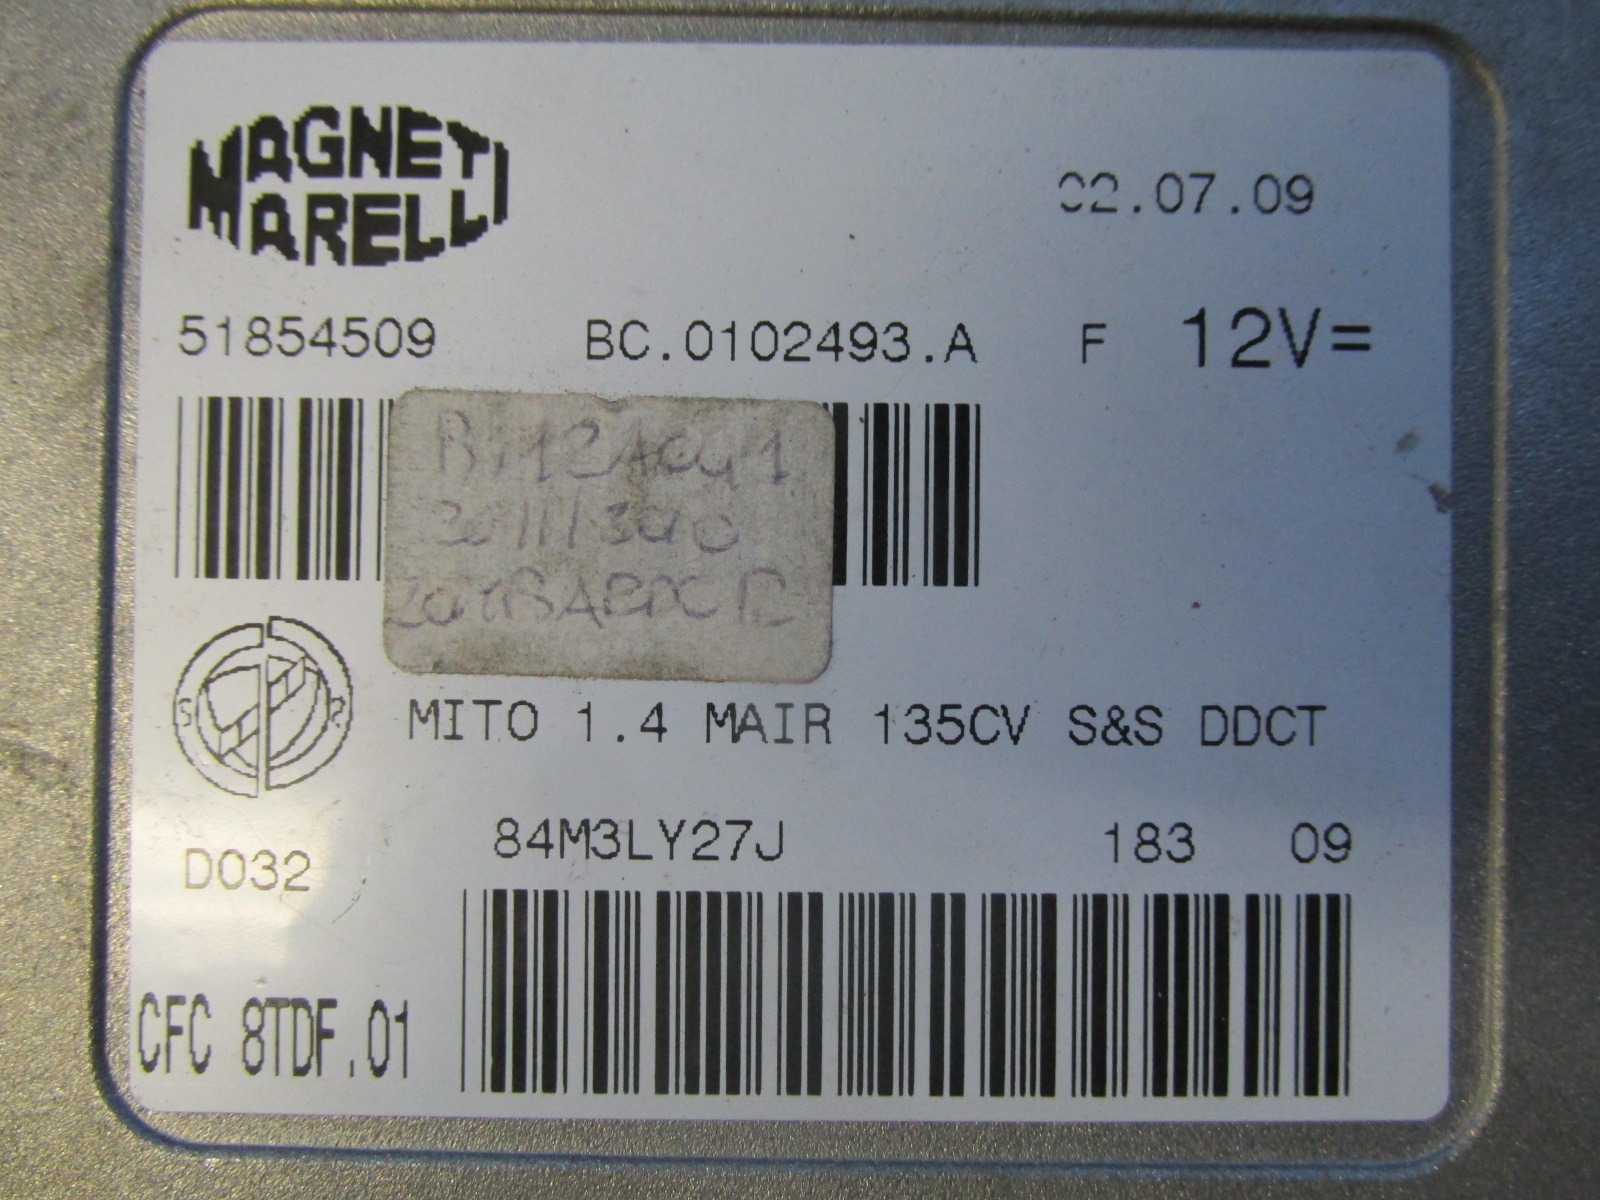 MAGNETI
MARELLI
02.07.09
51854509 BC.0102493.A F 12V=
S R
MITO 1.4 MAIR 135CV S&S DDCT
84M3LY27J 183 09
D032
CFC 8TDF.01